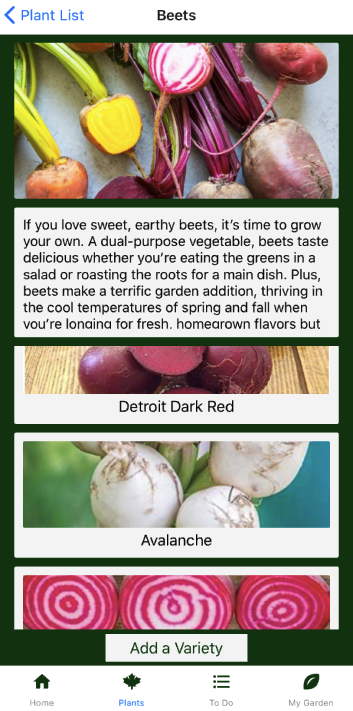 Plant List
Beets
If you love sweet, earthy beets, it's time to grow
your own. A dual-purpose vegetable, beets taste
delicious whether you're eating the greens in a
salad or roasting the roots for a main dish. Plus,
beets make a terrific garden addition, thriving in
the cool temperatures of spring and fall when
you're longing for fresh, homegrown flavors but
Detroit Dark Red
Avalanche
Add a Variety
Home
Plants
To Do
My Garden